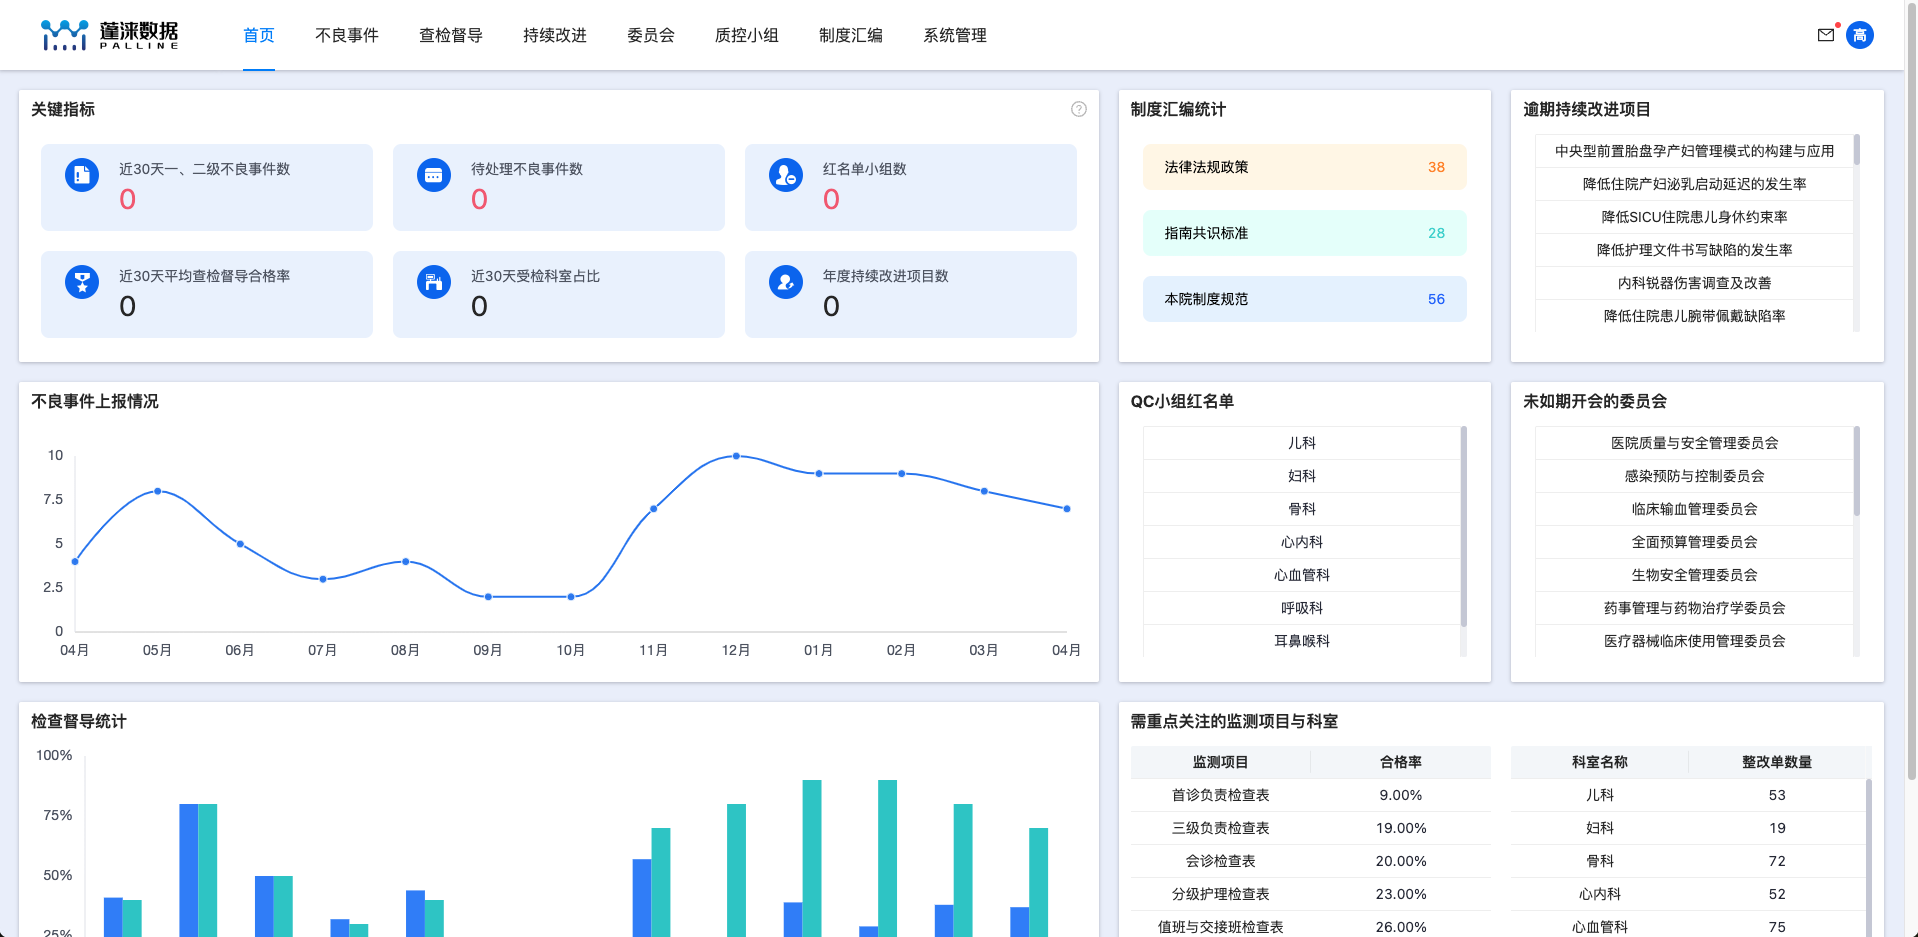 蓬涞数据
PALLINE
首页
不良事件
查检督导
持续改进
委员会
质控小组
制度汇编
系统管理
高
关键指标
?
近30天一、二级不良事件数
0
待处理不良事件数
0
红名单小组数
0
近30天平均查检督导合格率
0
近30天受检科室占比
0
年度持续改进项目数
0
制度汇编统计
法律法规政策 38
指南共识标准 28
本院制度规范 56
逾期持续改进项目
中央型前置胎盘孕产妇管理模式的构建与应用
降低住院产妇泌乳启动延迟的发生率
降低SICU住院患儿身体约束率
降低护理文件书写缺陷的发生率
内科锐器伤害调查及改善
降低住院患儿腕带佩戴缺陷率
不良事件上报情况
10
7.5
5
2.5
0
04月 05月 06月 07月 08月 09月 10月 11月 12月 01月 02月 03月 04月
QC小组红名单
儿科
妇科
骨科
心内科
心血管科
呼吸科
耳鼻喉科
未如期开会的委员会
医院质量与安全管理委员会
感染预防与控制委员会
临床输血管理委员会
全面预算管理委员会
生物安全管理委员会
药事管理与药物治疗学委员会
医疗器械临床使用管理委员会
检查督导统计
100%
75%
50%
25%
需重点关注的监测项目与科室
监测项目 合格率
首诊负责检查表 9.00%
三级负责检查表 19.00%
会诊检查表 20.00%
分级护理检查表 23.00%
值班与交接班检查表 26.00%
科室名称 整改单数量
儿科 53
妇科 19
骨科 72
心内科 52
心血管科 75